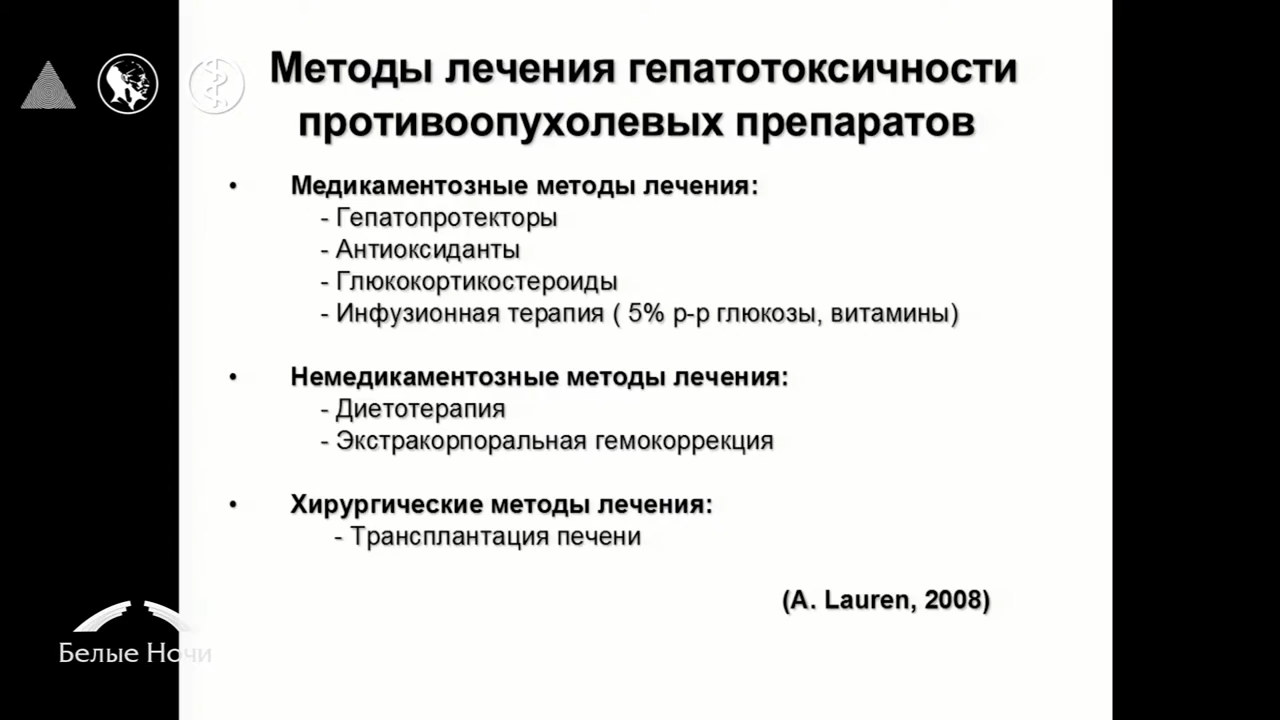 Методы лечения гепатотоксичности
противоопухолевых препаратов
• Медикаментозные методы лечения:
- Гепатопротекторы
- Антиоксиданты
- Глюкокортикостероиды
- Инфузионная терапия ( 5% р-р глюкозы, витамины)
• Немедикаментозные методы лечения:
- Диетотерапия
- Экстракорпоральная гемокоррекция
• Хирургические методы лечения:
- Трансплантация печени
(A. Lauren, 2008)
Белые Ночи